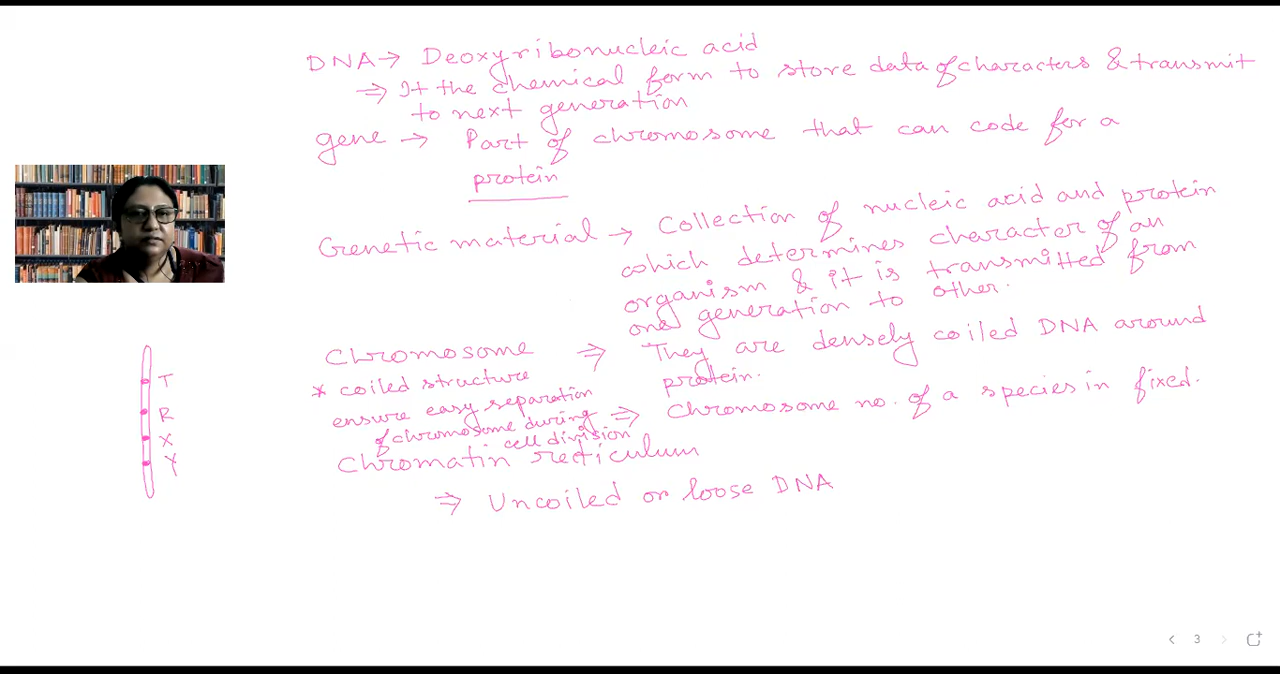 DNA → Deoxyribonucleic acid
⇒ It the chemical form to store data of characters & transmit
to next generation
gene → Part of chromosome that can code for a
protein
Genetic material → Collection of nucleic acid and protein
which determines character of an
organism & it is transmitted from
one generation to other.
Chromosome ⇒ They are densely coiled DNA around
protein.
* coiled structure
ensure easy separation
of chromosome during
cell division
⇒ Chromosome no. of a species in fixed.
Chromatin recticulum
⇒ Uncoiled or loose DNA
T
R
X
Y
3